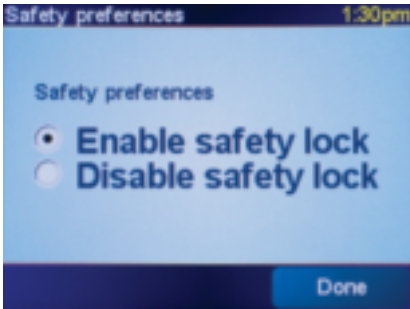 Safety preferences 1:30pm
Safety preferences
Enable safety lock
Disable safety lock
Done